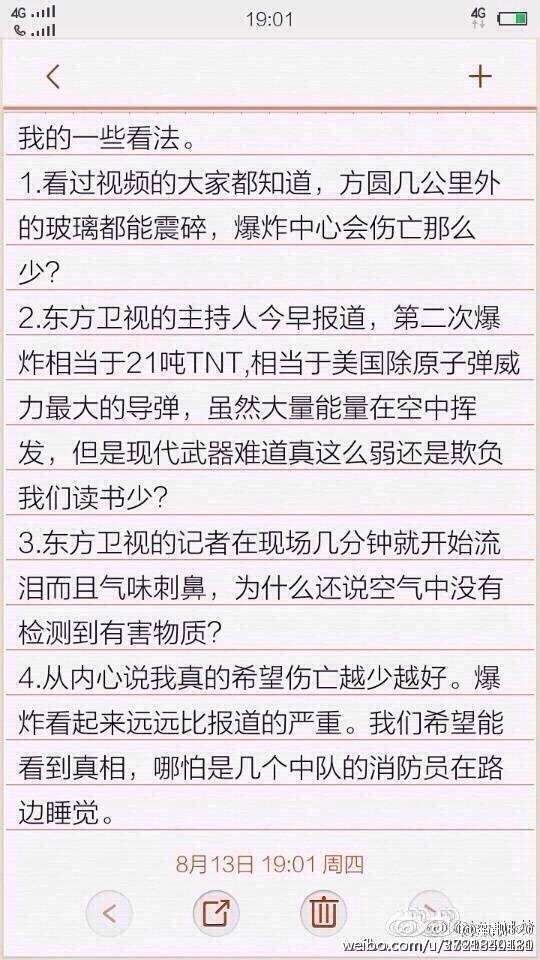 4G
19:01
4G
我的一些看法。
1.看过视频的大家都知道，方圆几公里外
的玻璃都能震碎，爆炸中心会伤亡那么
少？
2.东方卫视的主持人今早报道，第二次爆
炸相当于21吨TNT,相当于美国除原子弹威
力最大的导弹，虽然大量能量在空中挥
发，但是现代武器难道真这么弱还是欺负
我们读书少？
3.东方卫视的记者在现场几分钟就开始流
泪而且气味刺鼻，为什么还说空气中没有
检测到有害物质？
4.从内心说我真的希望伤亡越少越好。爆
炸看起来远远比报道的严重。我们希望能
看到真相，哪怕是几个中队的消防员在路
边睡觉。
8月13日 19:01 周四